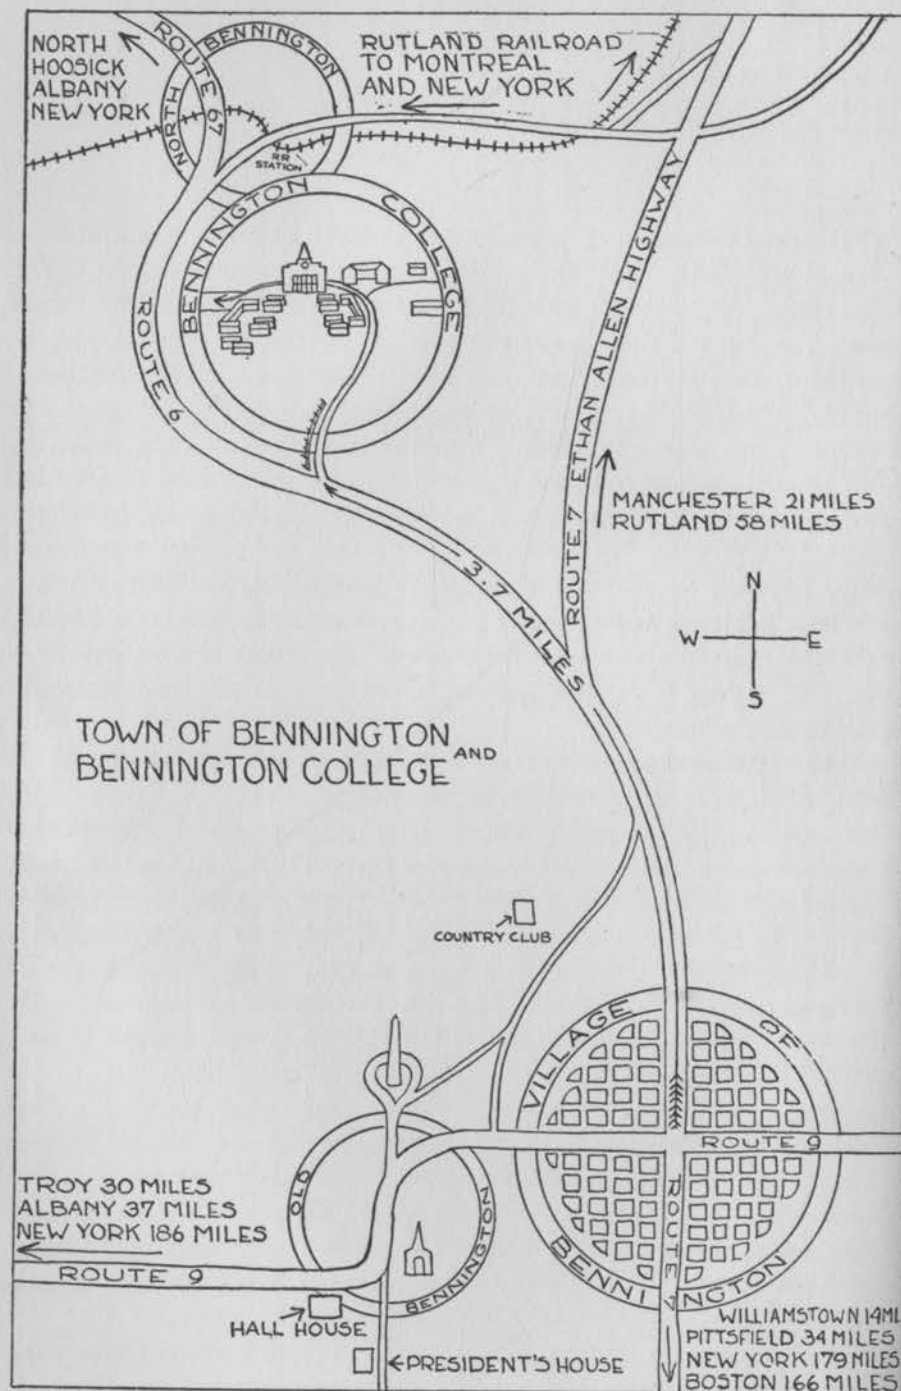 NORTH
HOOSICK
ALBANY
NEW YORK
ROUTE 67
NORTH BENNINGTON
RUTLAND RAILROAD
TO MONTREAL
AND NEW YORK
RR
STATION
BENNINGTON COLLEGE
ROUTE 6
ROUTE 7 ETHAN ALLEN HIGHWAY
MANCHESTER 21 MILES
RUTLAND 58 MILES
3.7 MILES
N
W E
S
TOWN OF BENNINGTON AND
BENNINGTON COLLEGE
COUNTRY CLUB
VILLAGE OF BENNINGTON
ROUTE 9
ROUTE 7
OLD BENNINGTON
TROY 30 MILES
ALBANY 37 MILES
NEW YORK 186 MILES
ROUTE 9
HALL HOUSE
PRESIDENT'S HOUSE
WILLIAMSTOWN 14 MI
PITTSFIELD 34 MILES
NEW YORK 179 MILES
BOSTON 166 MILES